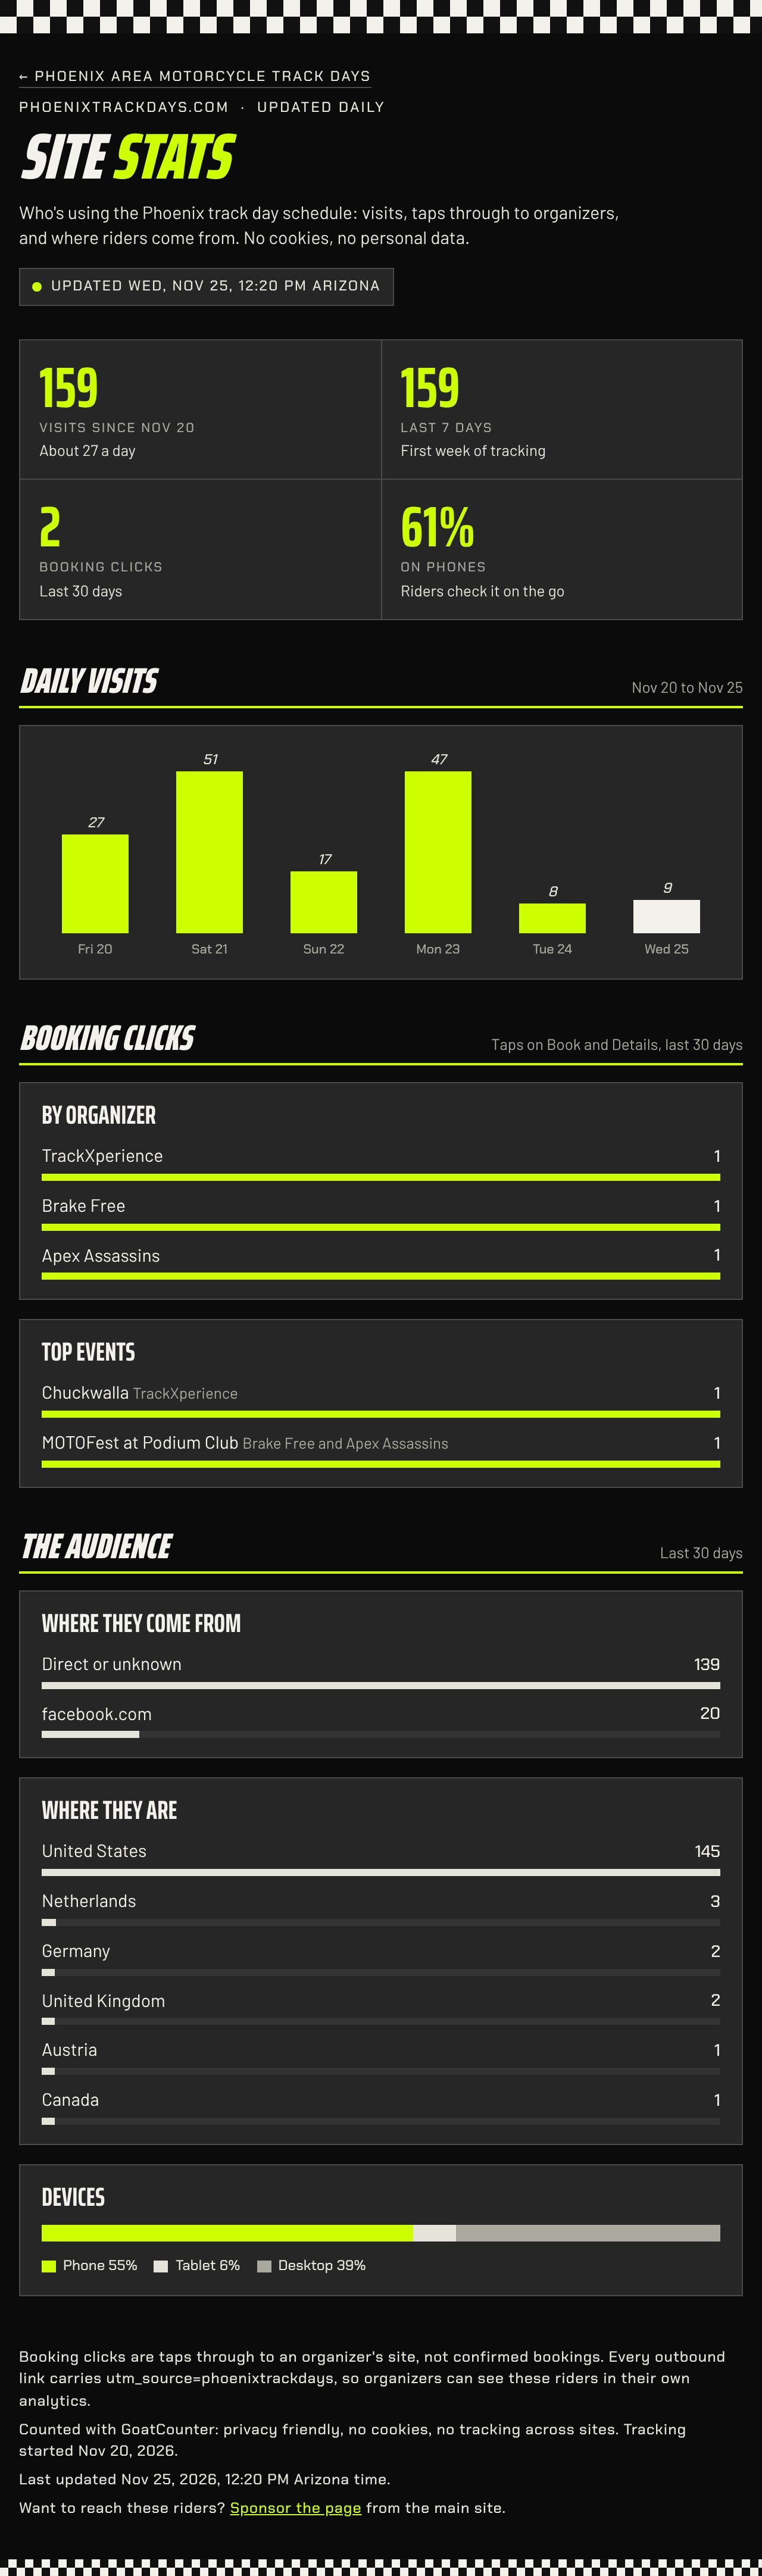 ← PHOENIX AREA MOTORCYCLE TRACK DAYS
PHOENIXTRACKDAYS.COM · UPDATED DAILY
SITE STATS
Who's using the Phoenix track day schedule: visits, taps through to organizers,
and where riders come from. No cookies, no personal data.
UPDATED WED, NOV 25, 12:20 PM ARIZONA
159
VISITS SINCE NOV 20
About 27 a day
159
LAST 7 DAYS
First week of tracking
2
BOOKING CLICKS
Last 30 days
61%
ON PHONES
Riders check it on the go
DAILY VISITS
Nov 20 to Nov 25
27
51
17
47
8
9
Fri 20
Sat 21
Sun 22
Mon 23
Tue 24
Wed 25
BOOKING CLICKS
Taps on Book and Details, last 30 days
BY ORGANIZER
TrackXperience 1
Brake Free 1
Apex Assassins 1
TOP EVENTS
Chuckwalla TrackXperience 1
MOTOFest at Podium Club Brake Free and Apex Assassins 1
THE AUDIENCE
Last 30 days
WHERE THEY COME FROM
Direct or unknown 139
facebook.com 20
WHERE THEY ARE
United States 145
Netherlands 3
Germany 2
United Kingdom 2
Austria 1
Canada 1
DEVICES
Phone 55% Tablet 6% Desktop 39%
Booking clicks are taps through to an organizer's site, not confirmed bookings. Every outbound
link carries utm_source=phoenixtrackdays, so organizers can see these riders in their own
analytics.
Counted with GoatCounter: privacy friendly, no cookies, no tracking across sites. Tracking
started Nov 20, 2026.
Last updated Nov 25, 2026, 12:20 PM Arizona time.
Want to reach these riders? Sponsor the page from the main site.